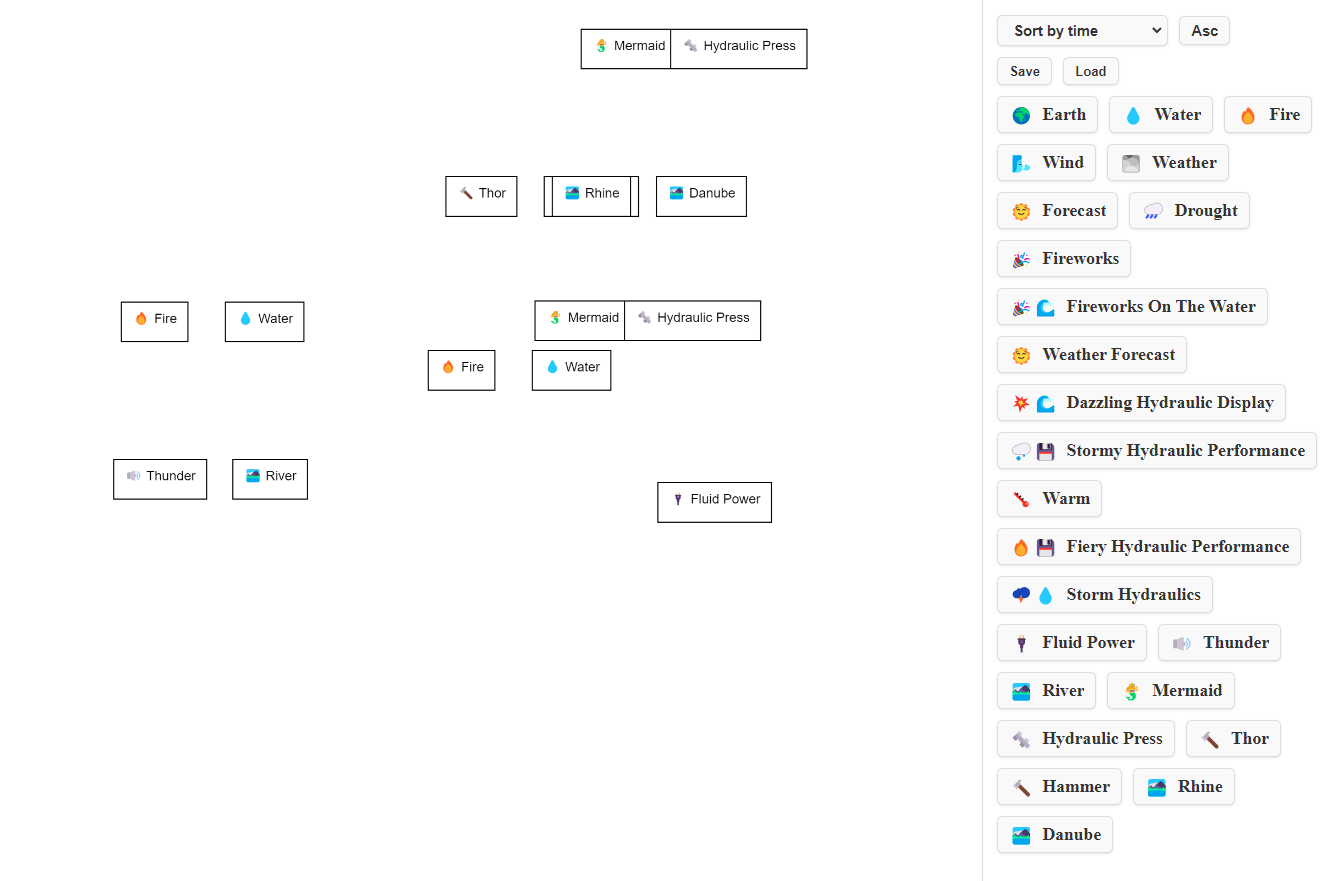 Mermaid Hydraulic Press
Thor Rhine Danube
Fire Water
Mermaid Hydraulic Press
Fire Water
Thunder River
Fluid Power
Sort by time Asc
Save Load
Earth Water Fire
Wind Weather
Forecast Drought
Fireworks
Fireworks On The Water
Weather Forecast
Dazzling Hydraulic Display
Stormy Hydraulic Performance
Warm
Fiery Hydraulic Performance
Storm Hydraulics
Fluid Power Thunder
River Mermaid
Hydraulic Press Thor
Hammer Rhine
Danube